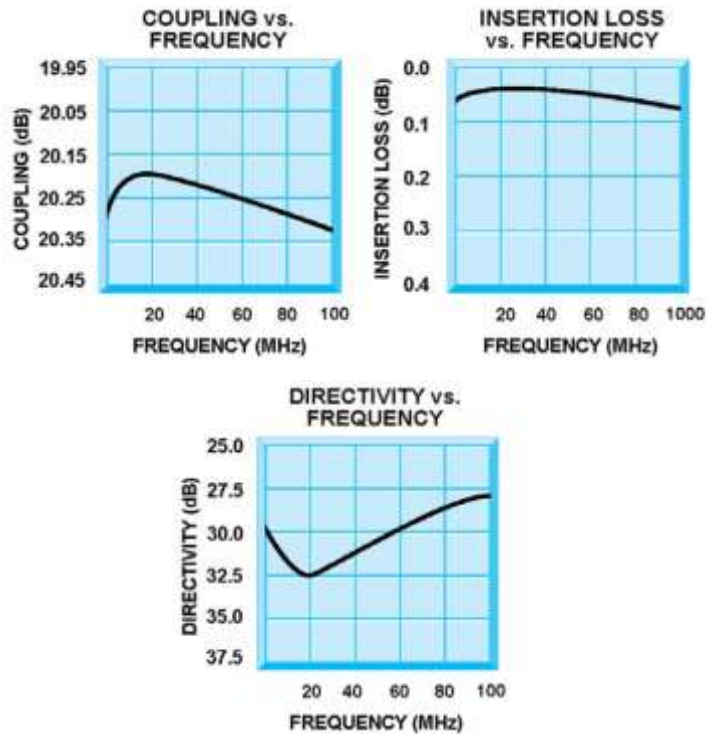 COUPLING vs.
FREQUENCY
19.95
20.05
20.15
20.25
20.35
20.45
COUPLING (dB)
20 40 60 80 100
FREQUENCY (MHz)
INSERTION LOSS
vs. FREQUENCY
0.0
0.1
0.2
0.3
0.4
INSERTION LOSS (dB)
20 40 60 80 1000
FREQUENCY (MHz)
DIRECTIVITY vs.
FREQUENCY
25.0
27.5
30.0
32.5
35.0
37.5
DIRECTIVITY (dB)
20 40 60 80 100
FREQUENCY (MHz)